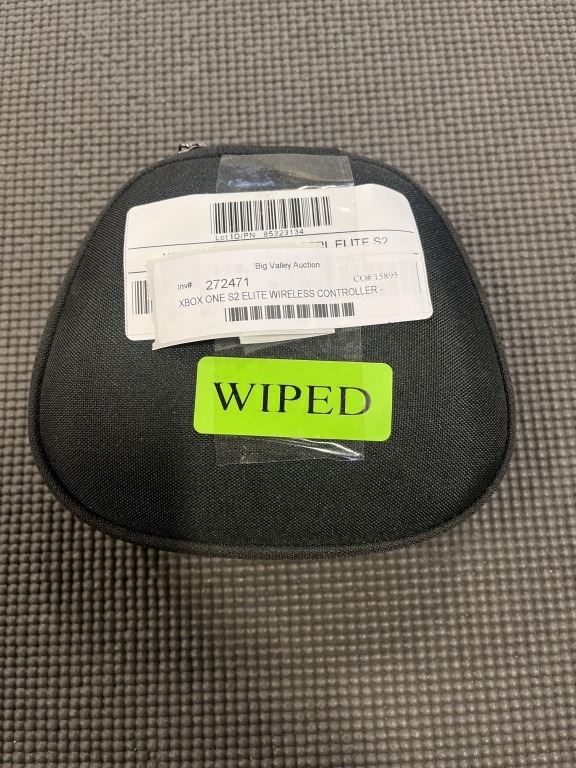 Lot ID/PN 85323134
ELITE S2
Big Valley Auction
Inv#: 272471 CO#:15895
XBOX ONE S2 ELITE WIRELESS CONTROLLER -
WIPED